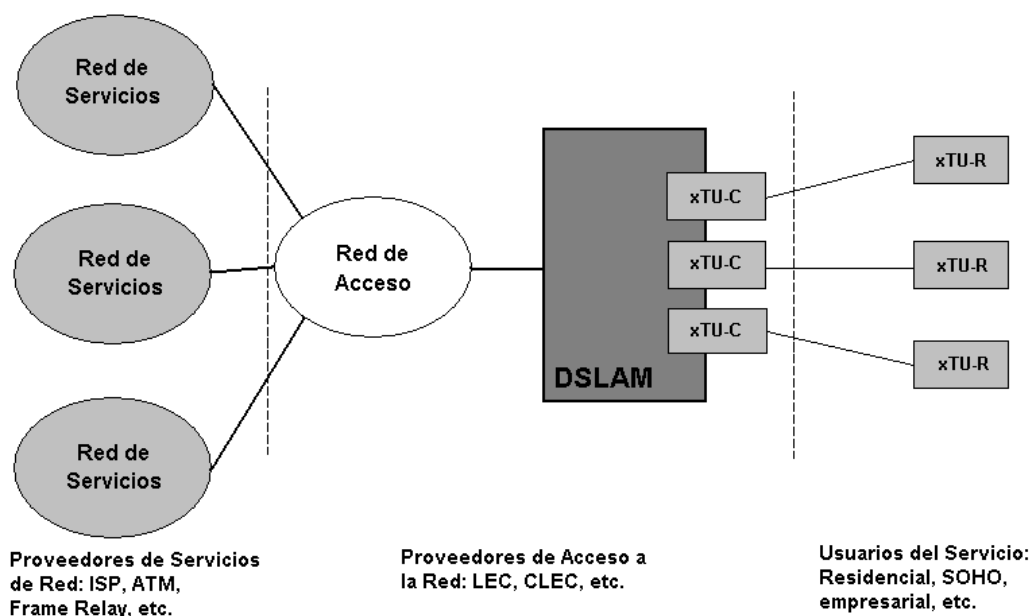 Red de
Servicios
Red de
Servicios
Red de
Servicios
Red de
Acceso
DSLAM
xTU-C
xTU-C
xTU-C
xTU-R
xTU-R
xTU-R
Proveedores de Servicios
de Red: ISP, ATM,
Frame Relay, etc.
Proveedores de Acceso a
la Red: LEC, CLEC, etc.
Usuarios del Servicio:
Residencial, SOHO,
empresarial, etc.